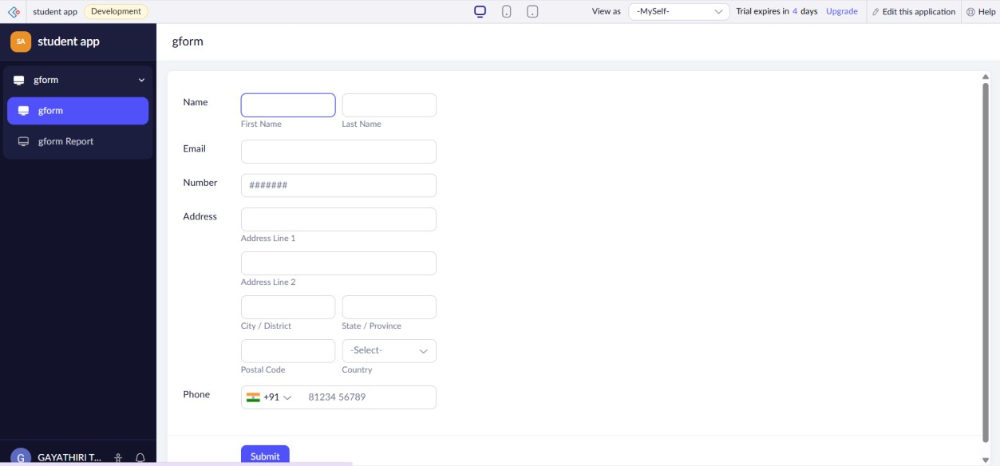 student app Development View as -MySelf- Trial expires in 4 days Upgrade Edit this application Help
SA student app
gform
gform
gform
gform Report
Name
First Name Last Name
Email
Number #######
Address
Address Line 1
Address Line 2
City / District State / Province
-Select-
Postal Code Country
Phone +91 81234 56789
Submit
G GAYATHIRI T...